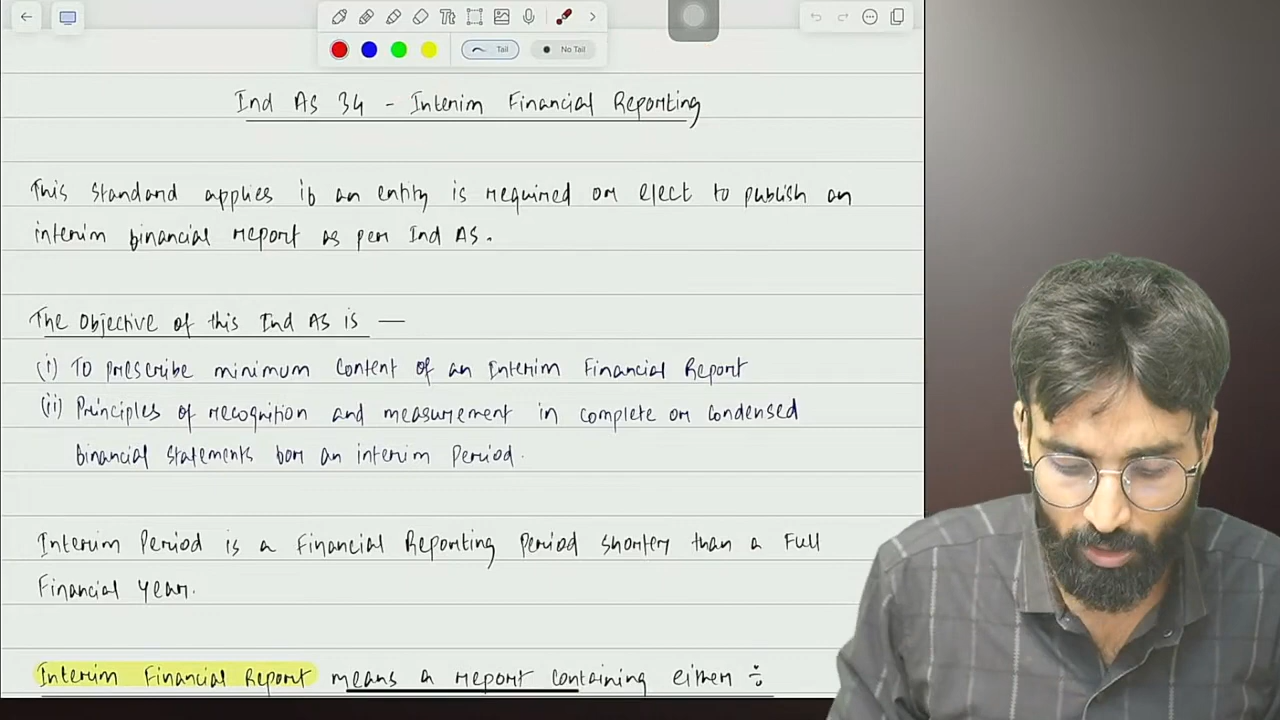 Tail
No Tail
Ind AS 34 - Interim Financial Reporting
This standard applies if an entity is required or elect to publish an
interim financial report as per Ind AS.
The Objective of this Ind AS is —
(i) To prescribe minimum content of an Interim Financial Report
(ii) Principles of recognition and measurement in complete or condensed
financial statements for an interim Period.
Interim Period is a Financial Reporting Period shorter than a Full
Financial Year.
Interim Financial Report means a report containing either ÷